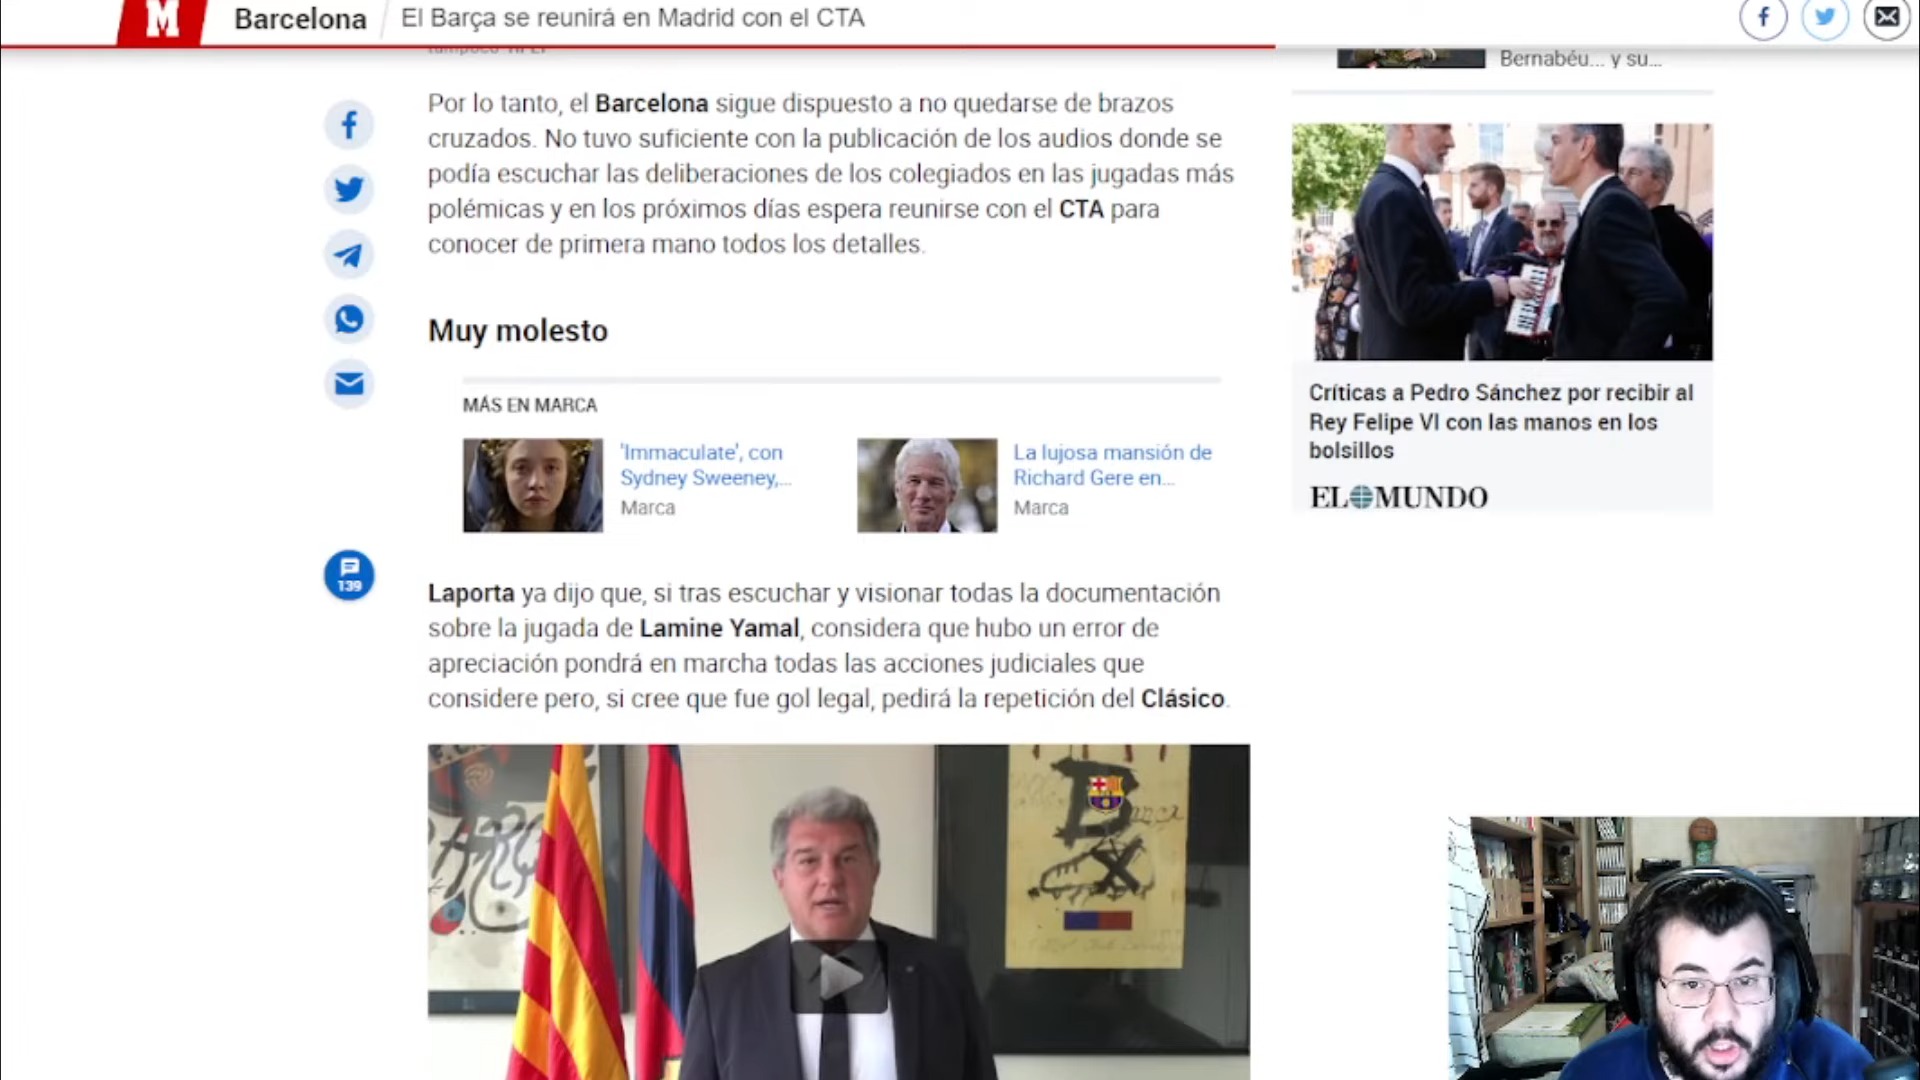 M
Barcelona
El Barça se reunirá en Madrid con el CTA
Bernabéu... y su...
Por lo tanto, el Barcelona sigue dispuesto a no quedarse de brazos
cruzados. No tuvo suficiente con la publicación de los audios donde se
podía escuchar las deliberaciones de los colegiados en las jugadas más
polémicas y en los próximos días espera reunirse con el CTA para
conocer de primera mano todos los detalles.
Muy molesto
MÁS EN MARCA
'Immaculate', con
Sydney Sweeney,...
Marca
La lujosa mansión de
Richard Gere en...
Marca
Críticas a Pedro Sánchez por recibir al
Rey Felipe VI con las manos en los
bolsillos
EL MUNDO
139
Laporta ya dijo que, si tras escuchar y visionar todas la documentación
sobre la jugada de Lamine Yamal, considera que hubo un error de
apreciación pondrá en marcha todas las acciones judiciales que
considere pero, si cree que fue gol legal, pedirá la repetición del Clásico.